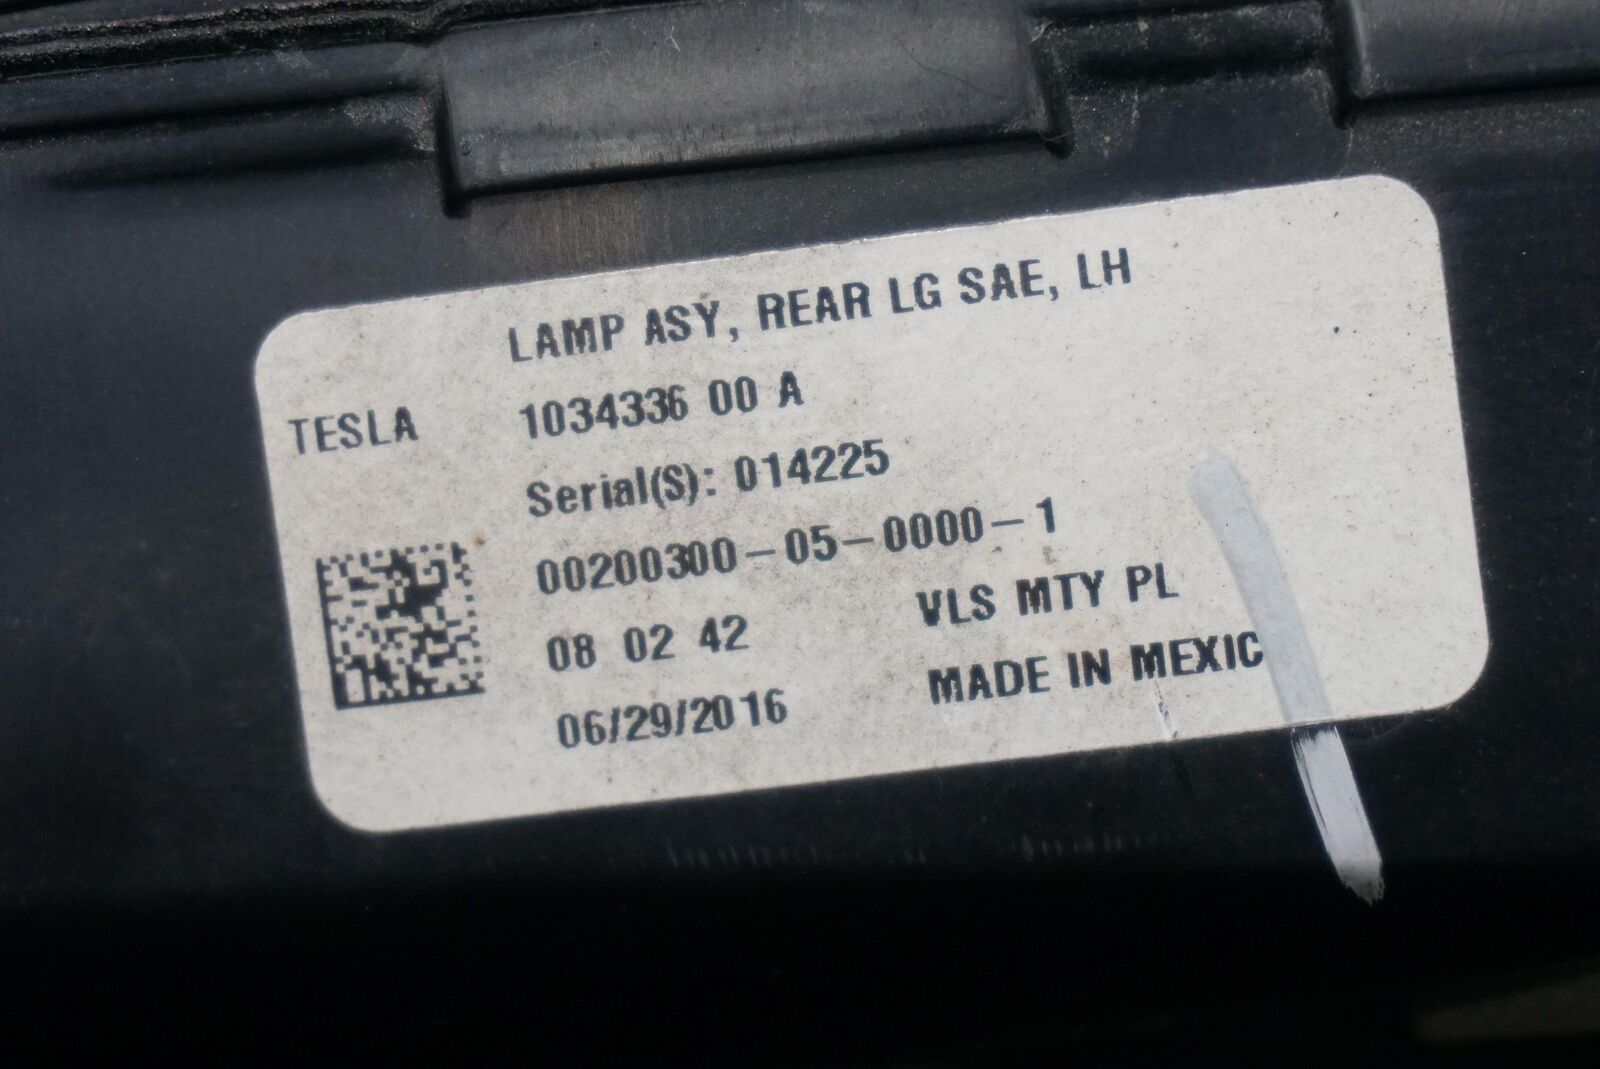 LAMP ASY, REAR LG SAE, LH
TESLA 1034336 00 A
Serial(S): 014225
00200300-05-0000-1
08 02 42 VLS MTY PL
06/29/2016 MADE IN MEXIC